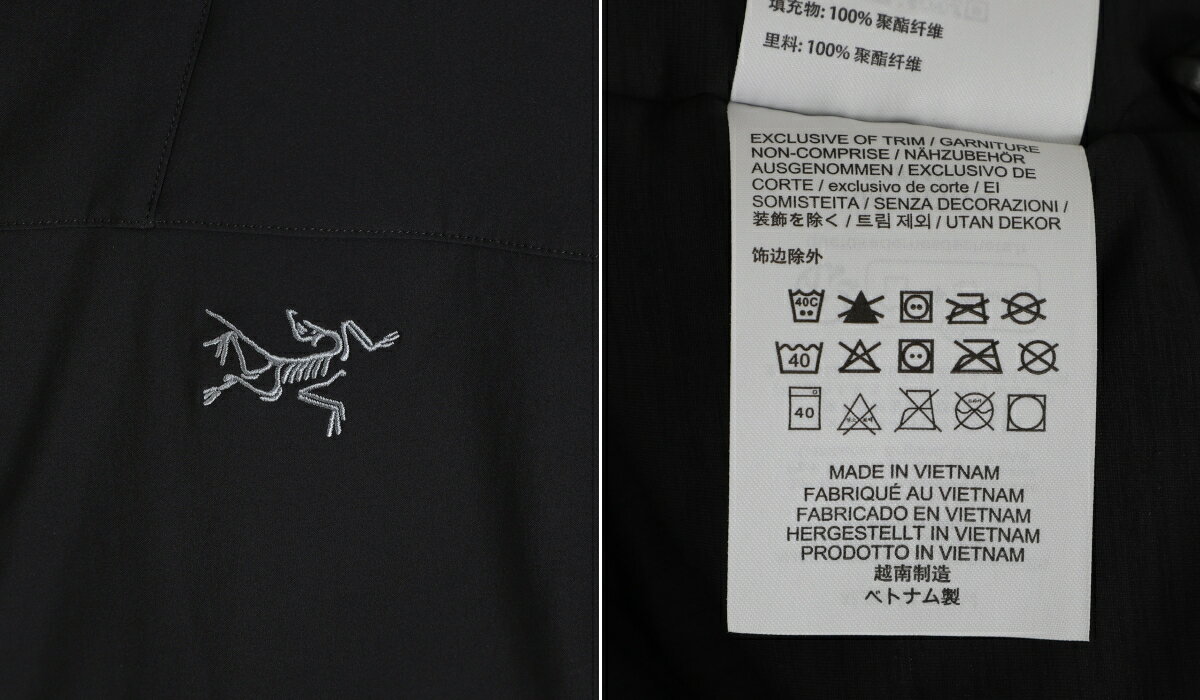 填充物: 100% 聚酯纤维
里料: 100% 聚酯纤维
EXCLUSIVE OF TRIM / GARNITURE
NON-COMPRISE / NÄHZUBEHÖR
AUSGENOMMEN / EXCLUSIVO DE
CORTE / exclusivo de corte / EI
SOMISTEITA / SENZA DECORAZIONI /
装飾を除く / 트림 제외 / UTAN DEKOR
饰边除外
40C
40
40
MADE IN VIETNAM
FABRIQUÉ AU VIETNAM
FABRICADO EN VIETNAM
HERGESTELLT IN VIETNAM
PRODOTTO IN VIETNAM
越南制造
ベトナム製